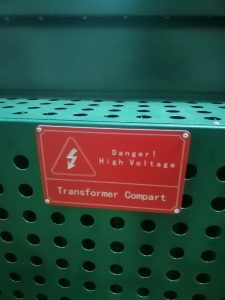 Danger!
High Voltage
Transformer Compart